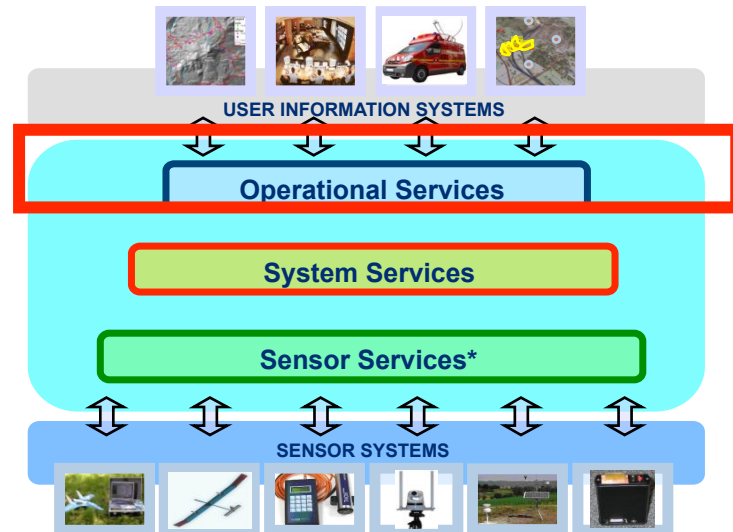 USER INFORMATION SYSTEMS
Operational Services
System Services
Sensor Services*
SENSOR SYSTEMS